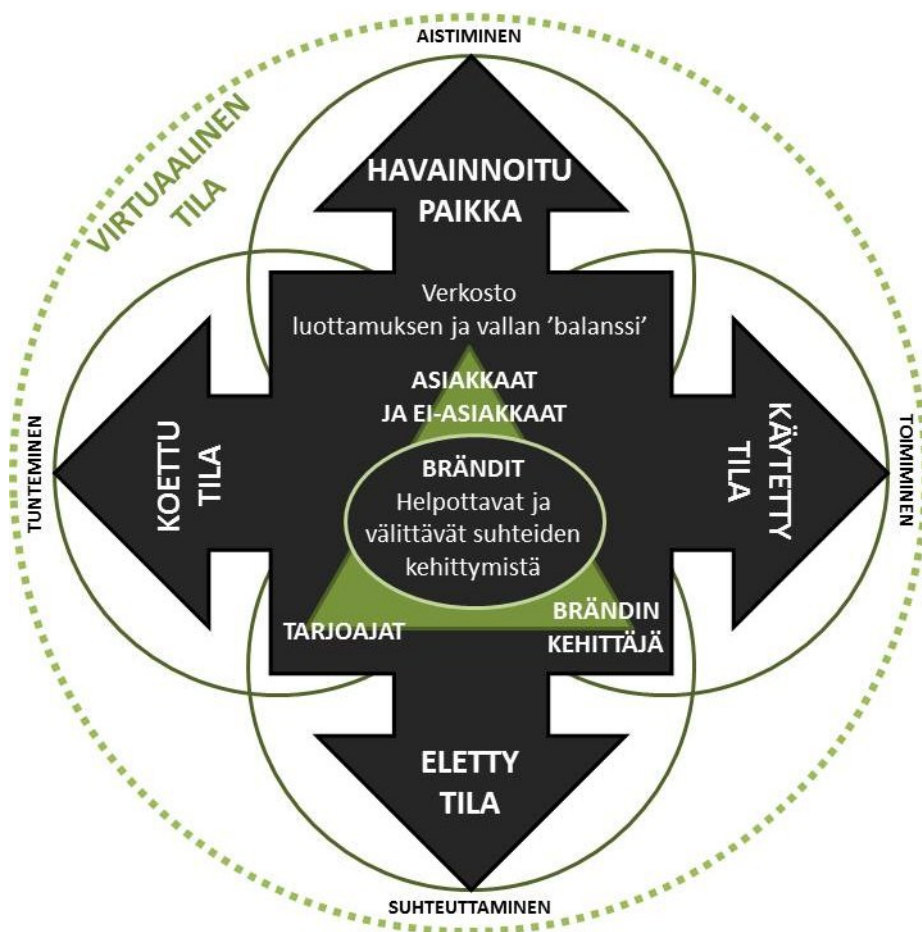 AISTIMINEN
VIRTUAALINEN
TILA
HAVAINNOITU
PAIKKA
Verkosto
luottamuksen ja vallan ’balanssi’
ASIAKKAAT
JA EI-ASIAKKAAT
TUNTEMINEN
KOETTU
TILA
BRÄNDIT
Helpottavat ja
välittävät suhteiden
kehittymistä
KÄYTETTY
TILA
TOIMIMINEN
TARJOAJAT
BRÄNDIN
KEHITTÄJÄ
ELETTY
TILA
SUHTEUTTAMINEN